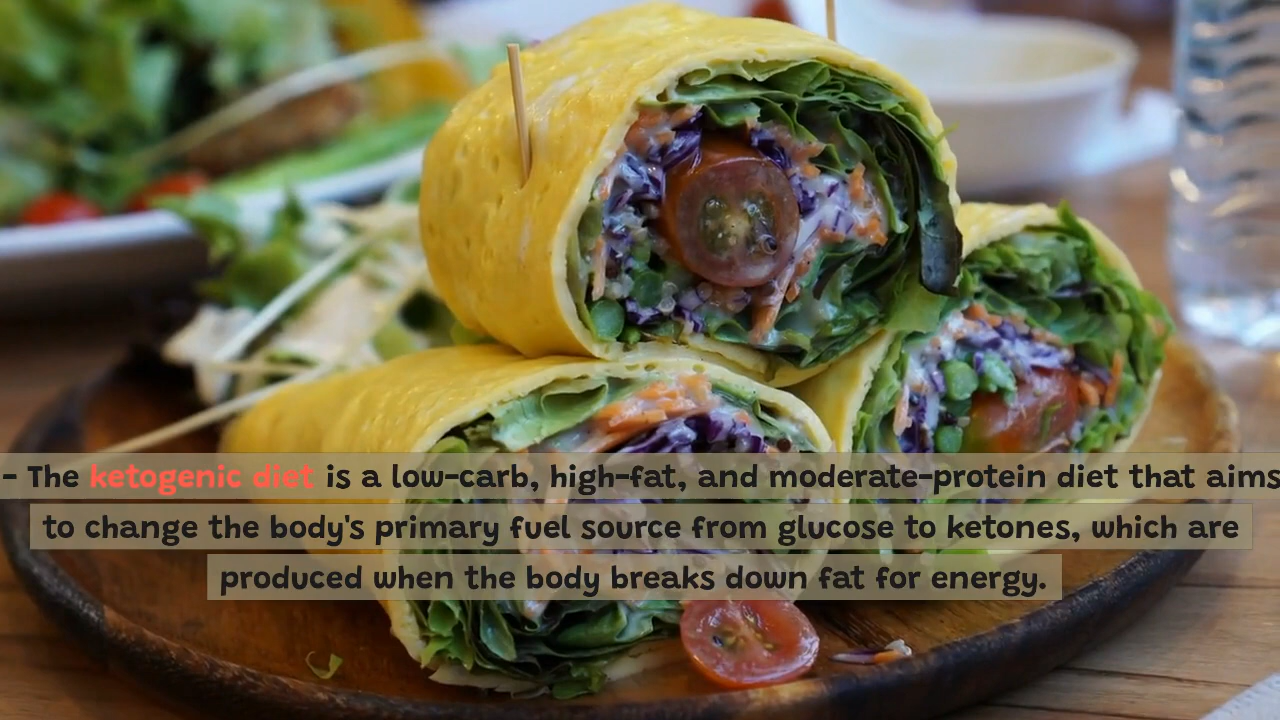 - The ketogenic diet is a low-carb, high-fat, and moderate-protein diet that aims
to change the body's primary fuel source from glucose to ketones, which are
produced when the body breaks down fat for energy.